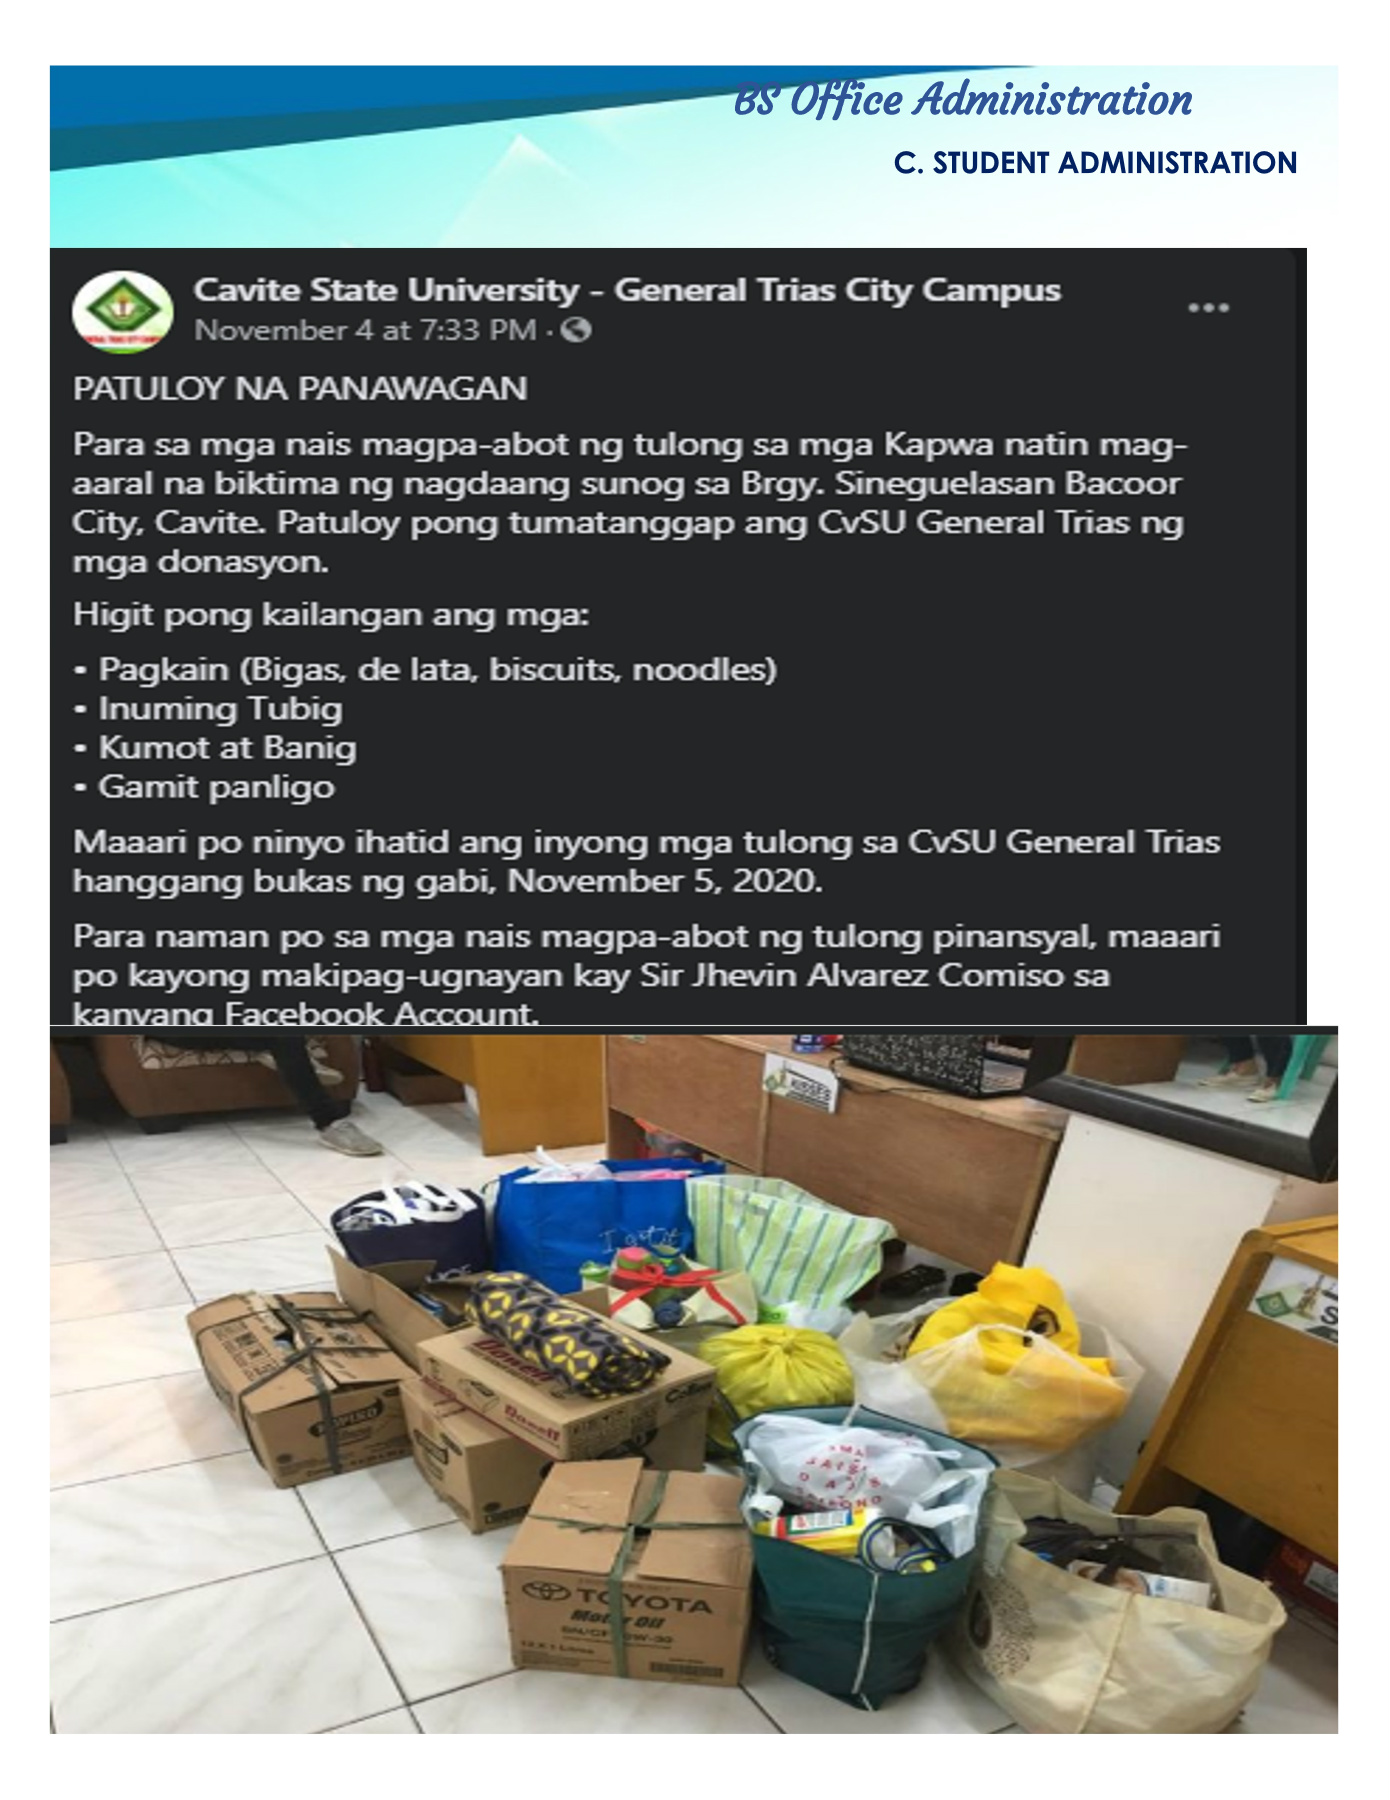 BS Office Administration
C. STUDENT ADMINISTRATION
Cavite State University - General Trias City Campus
November 4 at 7:33 PM ·
PATULOY NA PANAWAGAN
Para sa mga nais magpa-abot ng tulong sa mga Kapwa natin mag-
aaral na biktima ng nagdaang sunog sa Brgy. Sineguelasan Bacoor
City, Cavite. Patuloy pong tumatanggap ang CvSU General Trias ng
mga donasyon.
Higit pong kailangan ang mga:
• Pagkain (Bigas, de lata, biscuits, noodles)
• Inuming Tubig
• Kumot at Banig
• Gamit panligo
Maaari po ninyo ihatid ang inyong mga tulong sa CvSU General Trias
hanggang bukas ng gabi, November 5, 2020.
Para naman po sa mga nais magpa-abot ng tulong pinansyal, maaari
po kayong makipag-ugnayan kay Sir Jhevin Alvarez Comiso sa
kanyang Facebook Account.
I got it
TOYOTA
Motor Oil